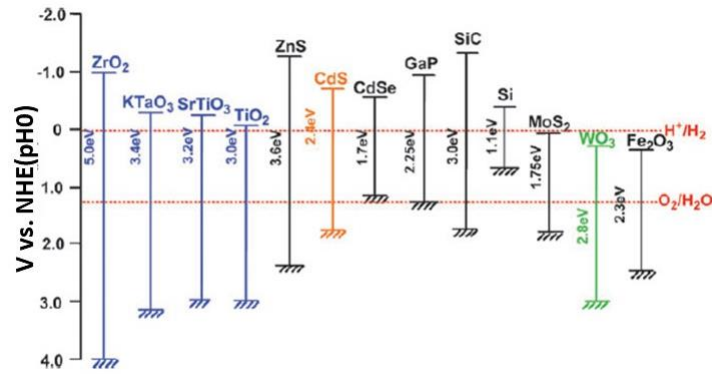 V vs. NHE(pH0)
-2.0
-1.0
0
1.0
2.0
3.0
4.0
ZrO₂
5.0eV
KTaO₃
3.4eV
SrTiO₃
3.2eV
TiO₂
3.0eV
ZnS
3.6eV
CdS
2.4eV
CdSe
1.7eV
GaP
2.25eV
SiC
3.0eV
Si
1.1eV
MoS₂
1.75eV
WO₃
2.8eV
Fe₂O₃
2.3eV
H⁺/H₂
O₂/H₂O